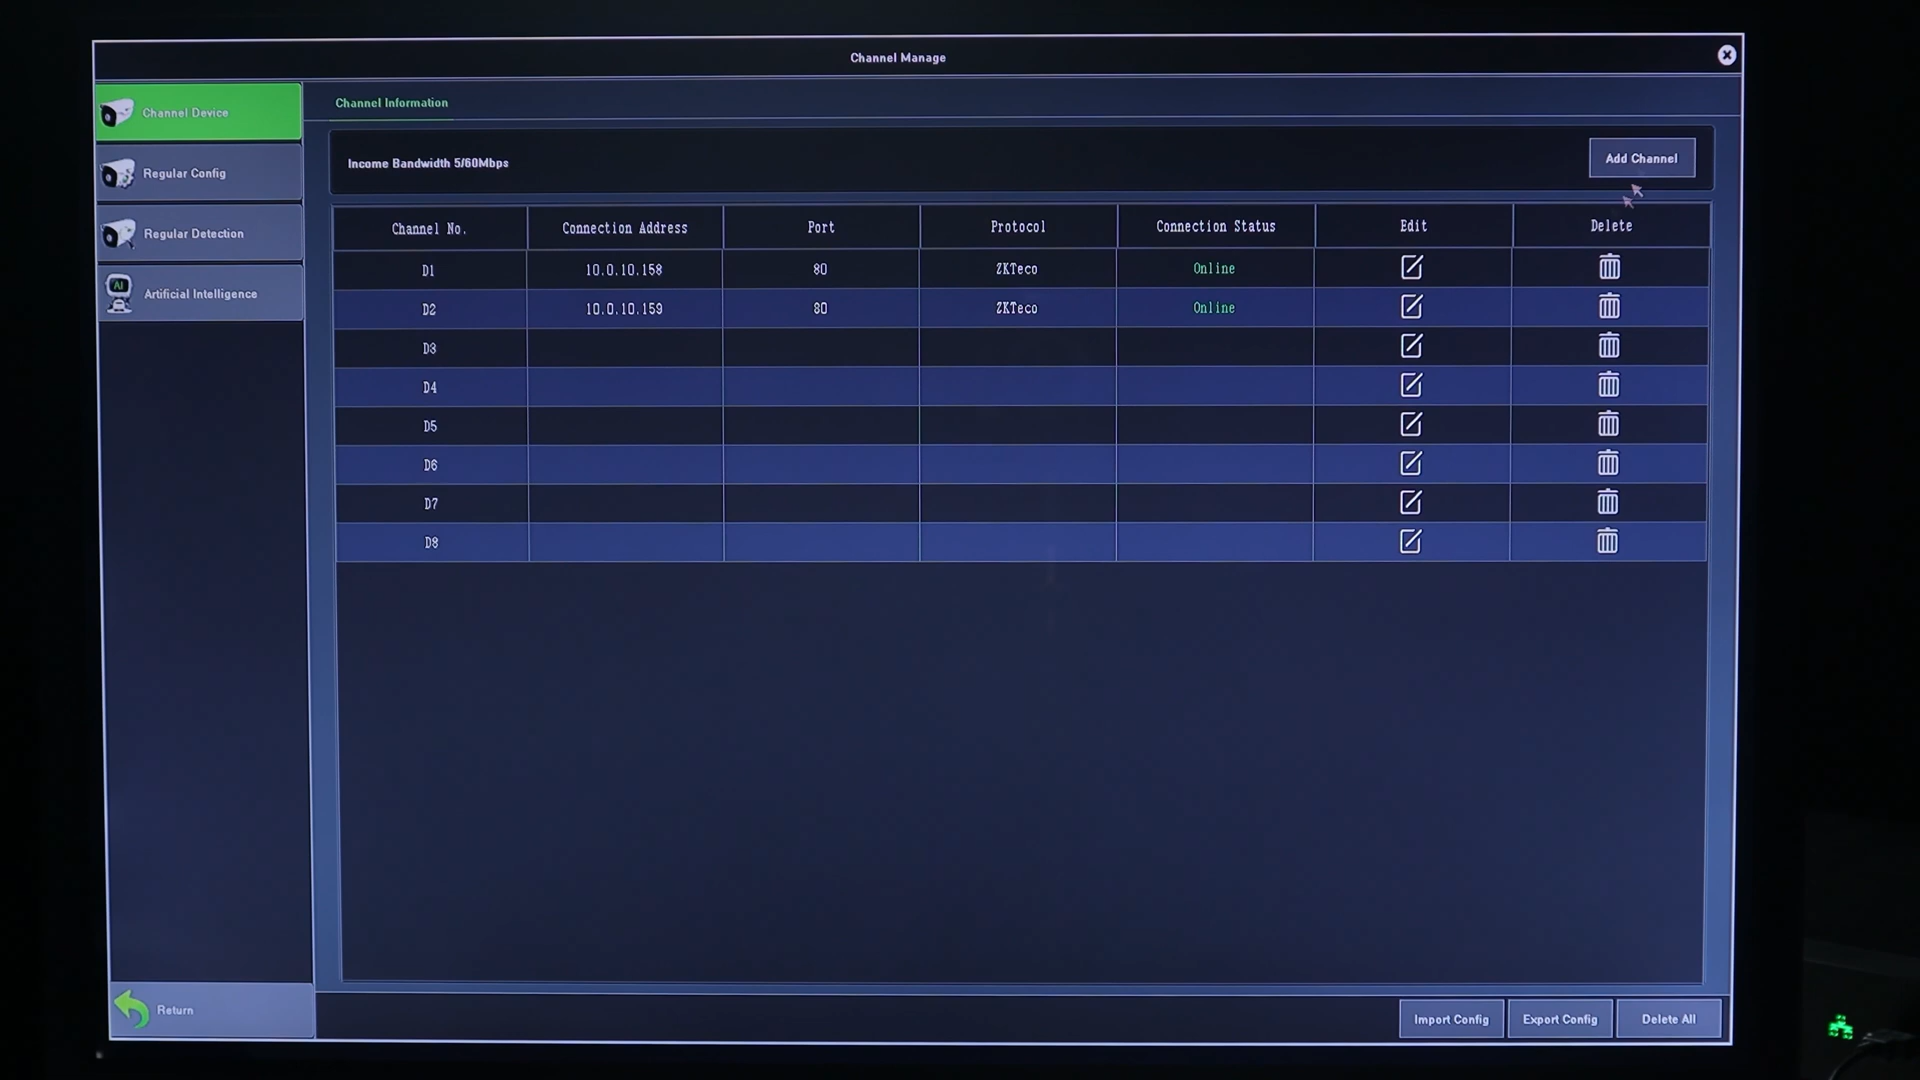 Channel Manage
Channel Device
Channel Information
Income Bandwidth 5/60Mbps
Add Channel
Regular Config
Regular Detection
AI
Artificial Intelligence
Channel No. Connection Address Port Protocol Connection Status Edit Delete
D1 10.0.10.158 80 ZKTeco Online
D2 10.0.10.159 80 ZKTeco Online
D3
D4
D5
D6
D7
D8
Return
Import Config Export Config Delete All